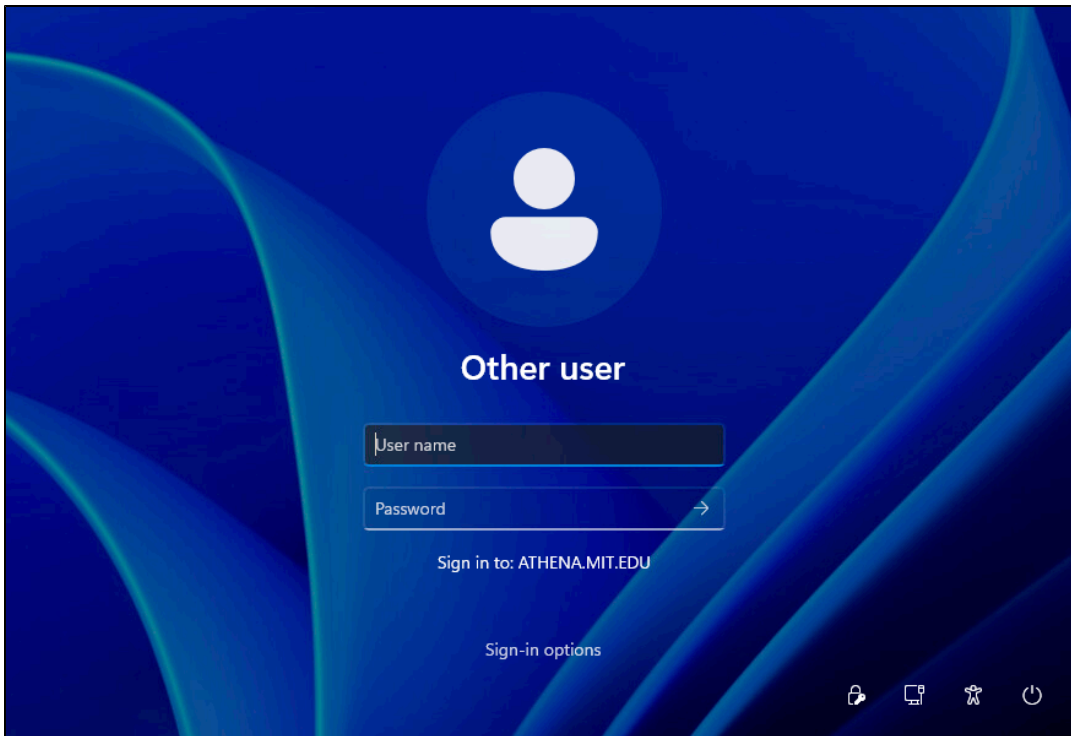 Other user
User name
Password
Sign in to: ATHENA.MIT.EDU
Sign-in options